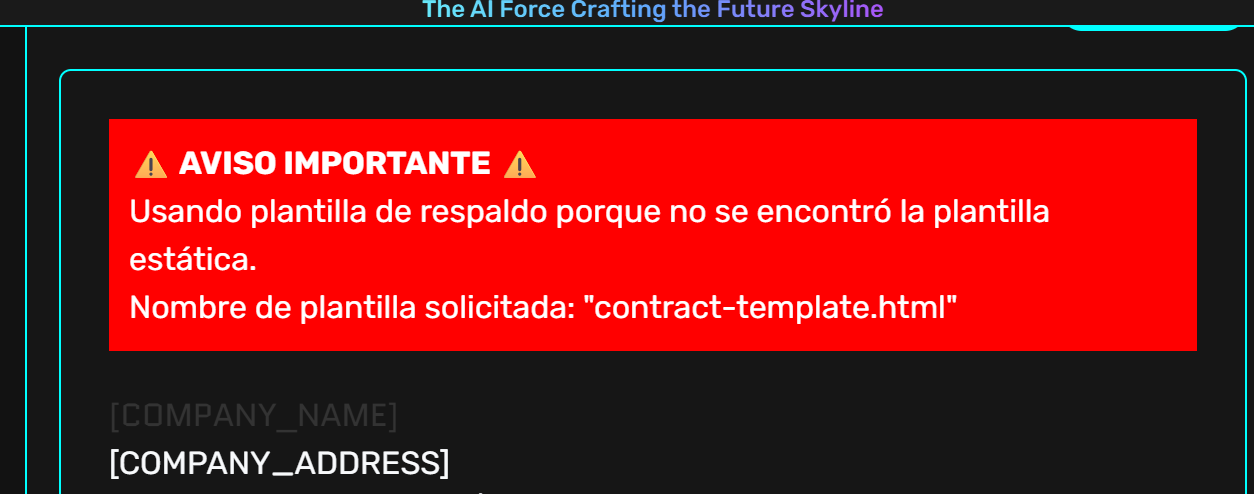 The AI Force Crafting the Future Skyline
⚠️ AVISO IMPORTANTE ⚠️
Usando plantilla de respaldo porque no se encontró la plantilla
estática.
Nombre de plantilla solicitada: "contract-template.html"
[COMPANY_NAME]
[COMPANY_ADDRESS]